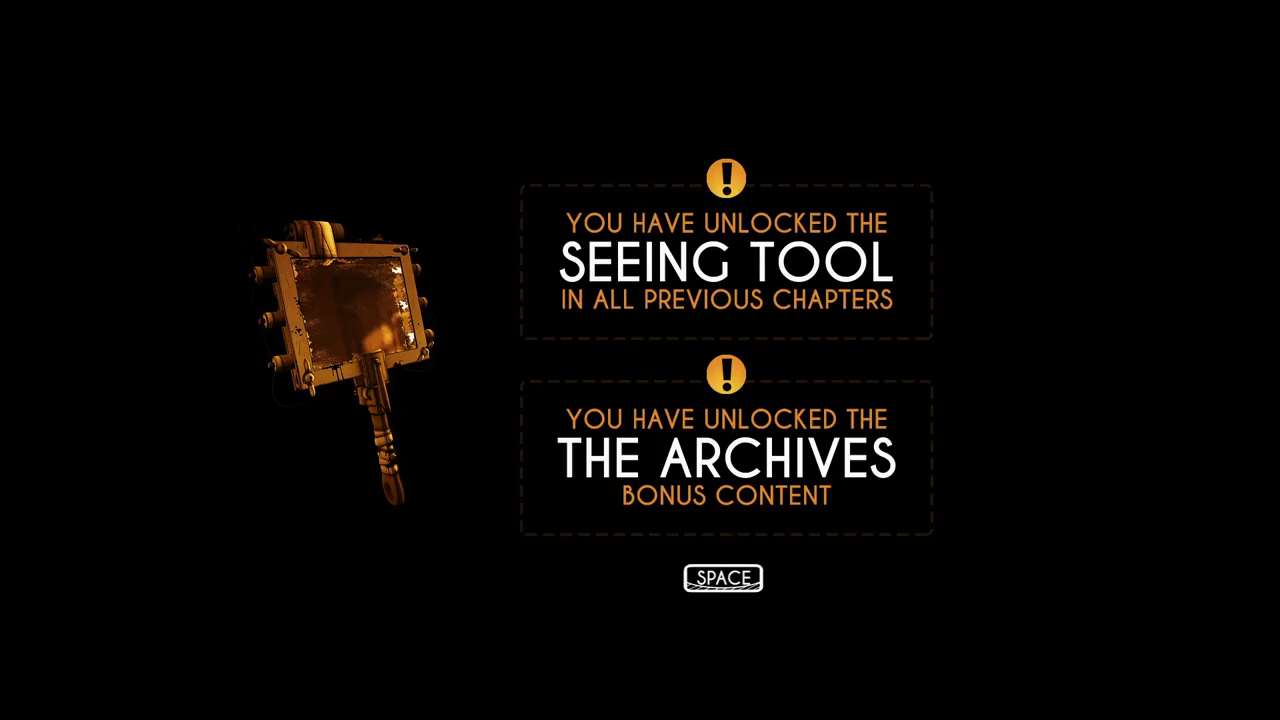 !
YOU HAVE UNLOCKED THE
SEEING TOOL
IN ALL PREVIOUS CHAPTERS
!
YOU HAVE UNLOCKED THE
THE ARCHIVES
BONUS CONTENT
SPACE